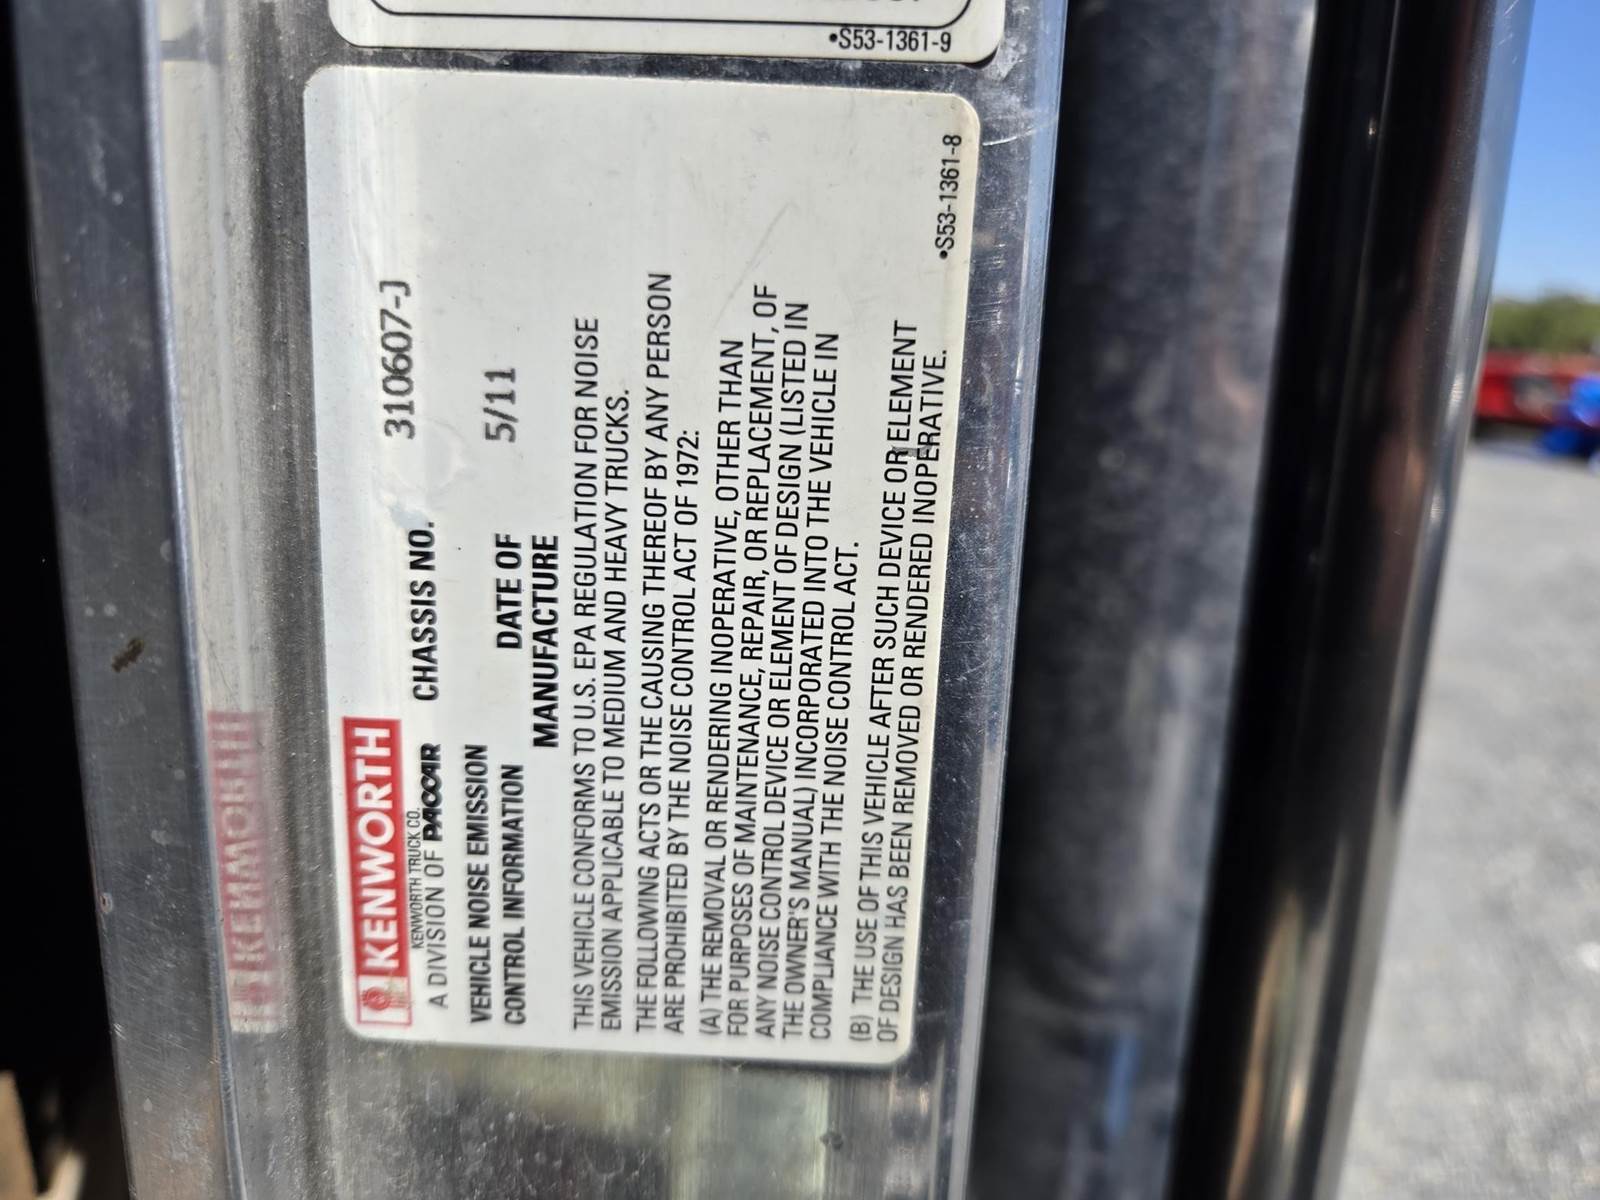 •S53-1361-9
KENWORTH
KENWORTH TRUCK CO.
A DIVISION OF PACCAR
CHASSIS NO. 310607-J
VEHICLE NOISE EMISSION
CONTROL INFORMATION
DATE OF
MANUFACTURE
5/11
THIS VEHICLE CONFORMS TO U.S. EPA REGULATION FOR NOISE
EMISSION APPLICABLE TO MEDIUM AND HEAVY TRUCKS.
THE FOLLOWING ACTS OR THE CAUSING THEREOF BY ANY PERSON
ARE PROHIBITED BY THE NOISE CONTROL ACT OF 1972:
(A) THE REMOVAL OR RENDERING INOPERATIVE, OTHER THAN
FOR PURPOSES OF MAINTENANCE, REPAIR, OR REPLACEMENT, OF
ANY NOISE CONTROL DEVICE OR ELEMENT OF DESIGN (LISTED IN
THE OWNER'S MANUAL) INCORPORATED INTO THE VEHICLE IN
COMPLIANCE WITH THE NOISE CONTROL ACT.
(B) THE USE OF THIS VEHICLE AFTER SUCH DEVICE OR ELEMENT
OF DESIGN HAS BEEN REMOVED OR RENDERED INOPERATIVE.
•S53-1361-8